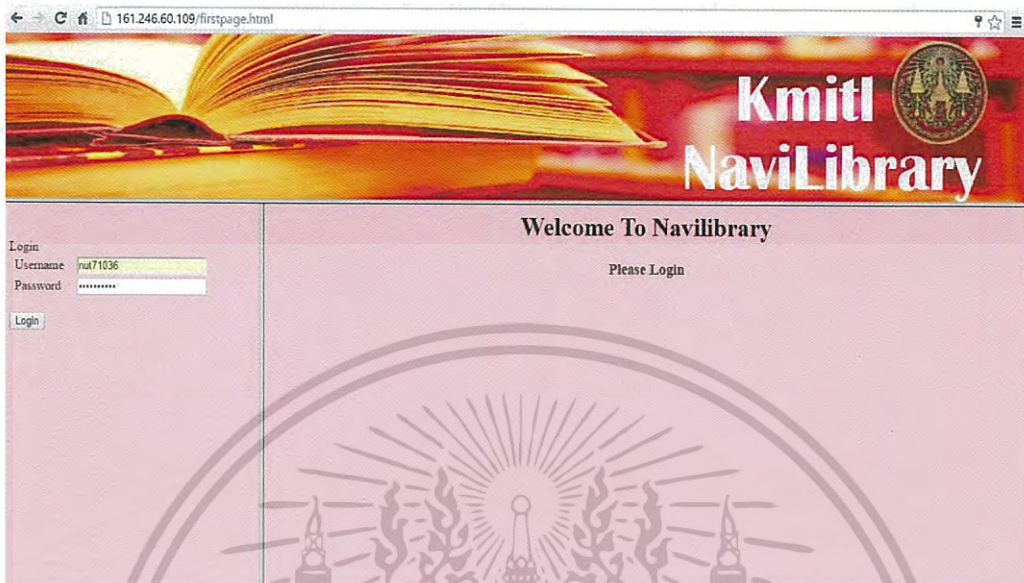 161.246.60.109/firstpage.html
Kmitl
NaviLibrary
Login
Username nut71036
Password ••••••••••
Login
Welcome To Navilibrary
Please Login